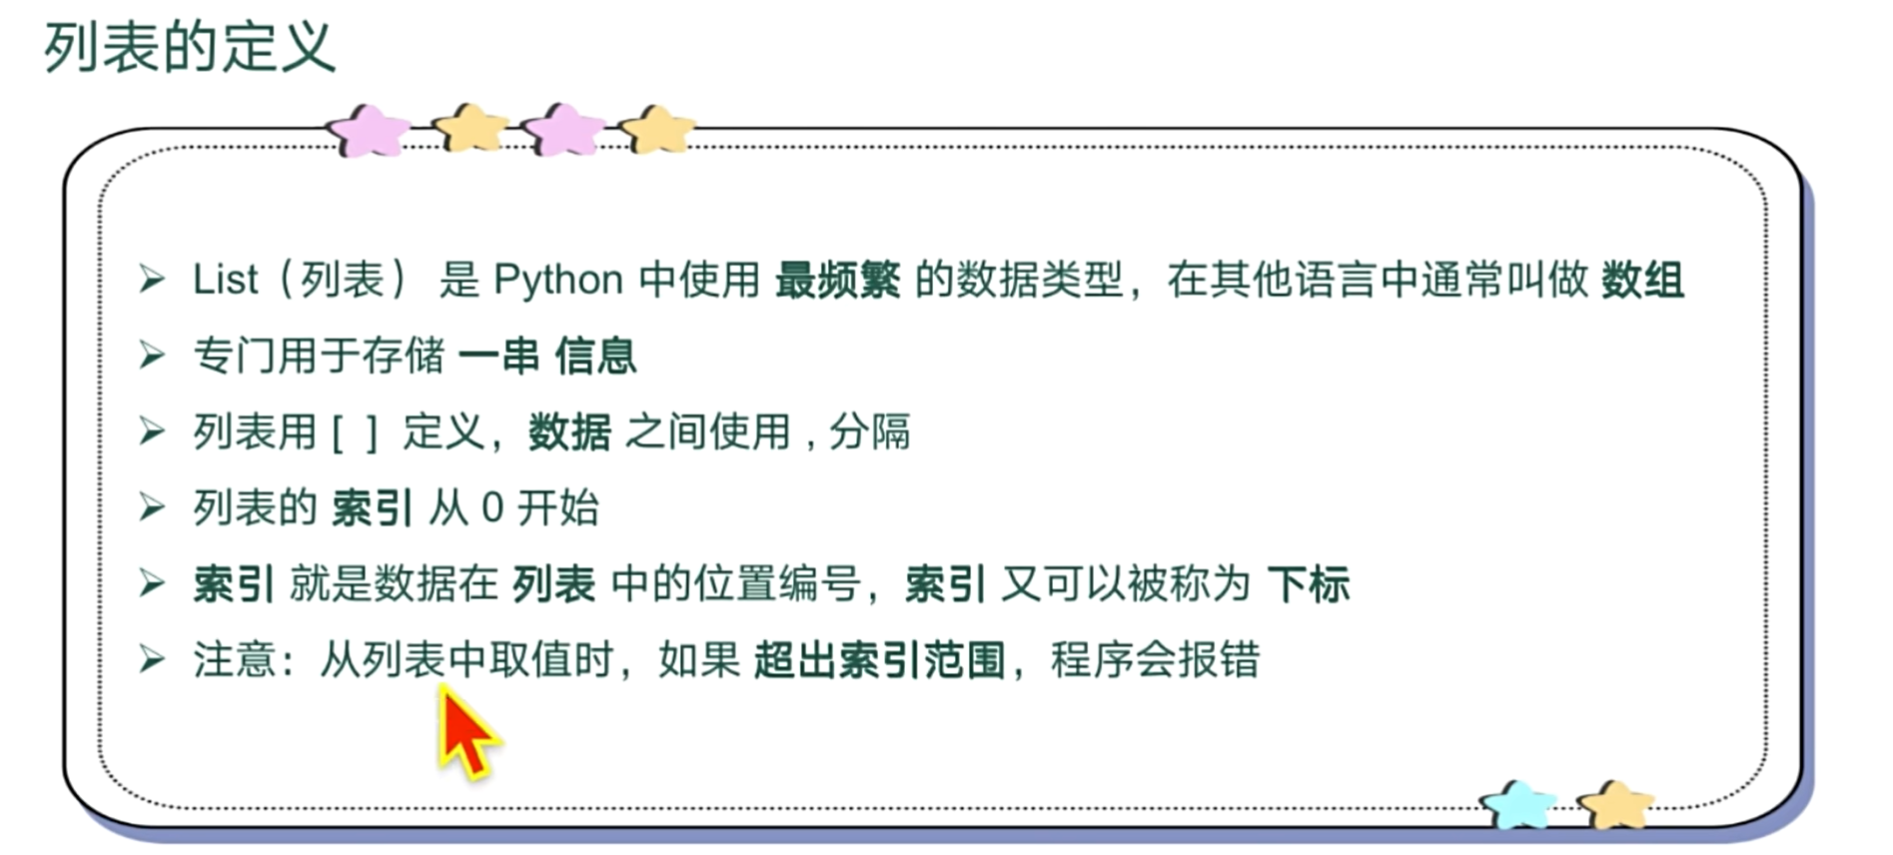 列表的定义
List（列表） 是 Python 中使用 最频繁 的数据类型，在其他语言中通常叫做 数组
专门用于存储 一串 信息
列表用 [ ] 定义，数据 之间使用 , 分隔
列表的 索引 从 0 开始
索引 就是数据在 列表 中的位置编号，索引 又可以被称为 下标
注意：从列表中取值时，如果 超出索引范围，程序会报错